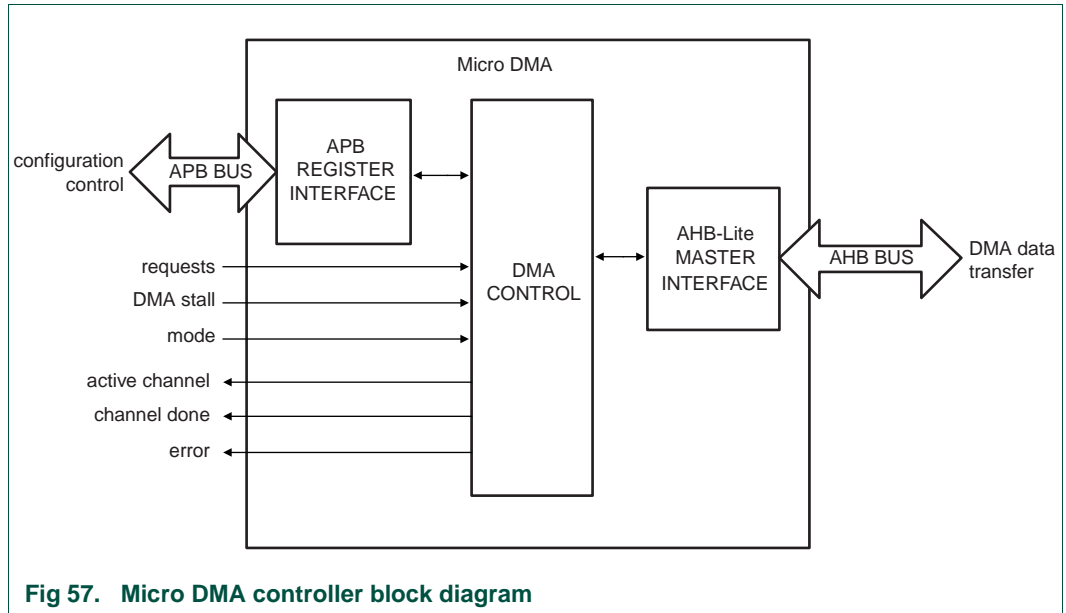 Micro DMA
APB
REGISTER
INTERFACE
configuration
control
APB BUS
AHB-Lite
MASTER
INTERFACE
AHB BUS
DMA data
transfer
DMA
CONTROL
requests
DMA stall
mode
active channel
channel done
error
Fig 57. Micro DMA controller block diagram